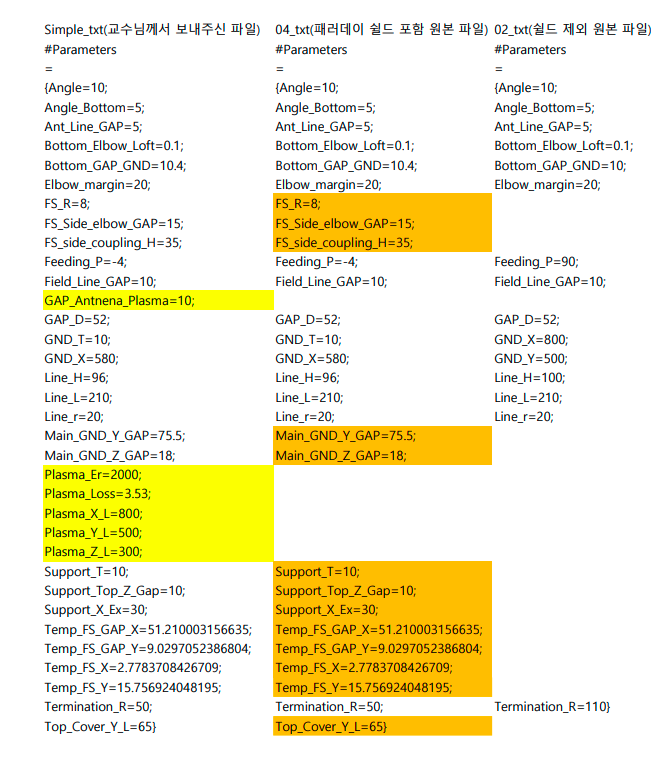 Simple_txt(교수님께서 보내주신 파일) 04_txt(패러데이 쉴드 포함 원본 파일) 02_txt(쉴드 제외 원본 파일)
#Parameters #Parameters #Parameters
= = =
{Angle=10; {Angle=10; {Angle=10;
Angle_Bottom=5; Angle_Bottom=5; Angle_Bottom=5;
Ant_Line_GAP=5; Ant_Line_GAP=5; Ant_Line_GAP=5;
Bottom_Elbow_Loft=0.1; Bottom_Elbow_Loft=0.1; Bottom_Elbow_Loft=0.1;
Bottom_GAP_GND=10.4; Bottom_GAP_GND=10.4; Bottom_GAP_GND=10;
Elbow_margin=20; Elbow_margin=20; Elbow_margin=20;
FS_R=8; FS_R=8;
FS_Side_elbow_GAP=15; FS_Side_elbow_GAP=15;
FS_side_coupling_H=35; FS_side_coupling_H=35;
Feeding_P=-4; Feeding_P=-4; Feeding_P=90;
Field_Line_GAP=10; Field_Line_GAP=10; Field_Line_GAP=10;
GAP_Antnena_Plasma=10;
GAP_D=52; GAP_D=52; GAP_D=52;
GND_T=10; GND_T=10; GND_X=800;
GND_X=580; GND_X=580; GND_Y=500;
Line_H=96; Line_H=96; Line_H=100;
Line_L=210; Line_L=210; Line_L=210;
Line_r=20; Line_r=20; Line_r=20;
Main_GND_Y_GAP=75.5; Main_GND_Y_GAP=75.5;
Main_GND_Z_GAP=18; Main_GND_Z_GAP=18;
Plasma_Er=2000;
Plasma_Loss=3.53;
Plasma_X_L=800;
Plasma_Y_L=500;
Plasma_Z_L=300;
Support_T=10; Support_T=10;
Support_Top_Z_Gap=10; Support_Top_Z_Gap=10;
Support_X_Ex=30; Support_X_Ex=30;
Temp_FS_GAP_X=51.210003156635; Temp_FS_GAP_X=51.210003156635;
Temp_FS_GAP_Y=9.0297052386804; Temp_FS_GAP_Y=9.0297052386804;
Temp_FS_X=2.7783708426709; Temp_FS_X=2.7783708426709;
Temp_FS_Y=15.756924048195; Temp_FS_Y=15.756924048195;
Termination_R=50; Termination_R=50; Termination_R=110}
Top_Cover_Y_L=65} Top_Cover_Y_L=65}